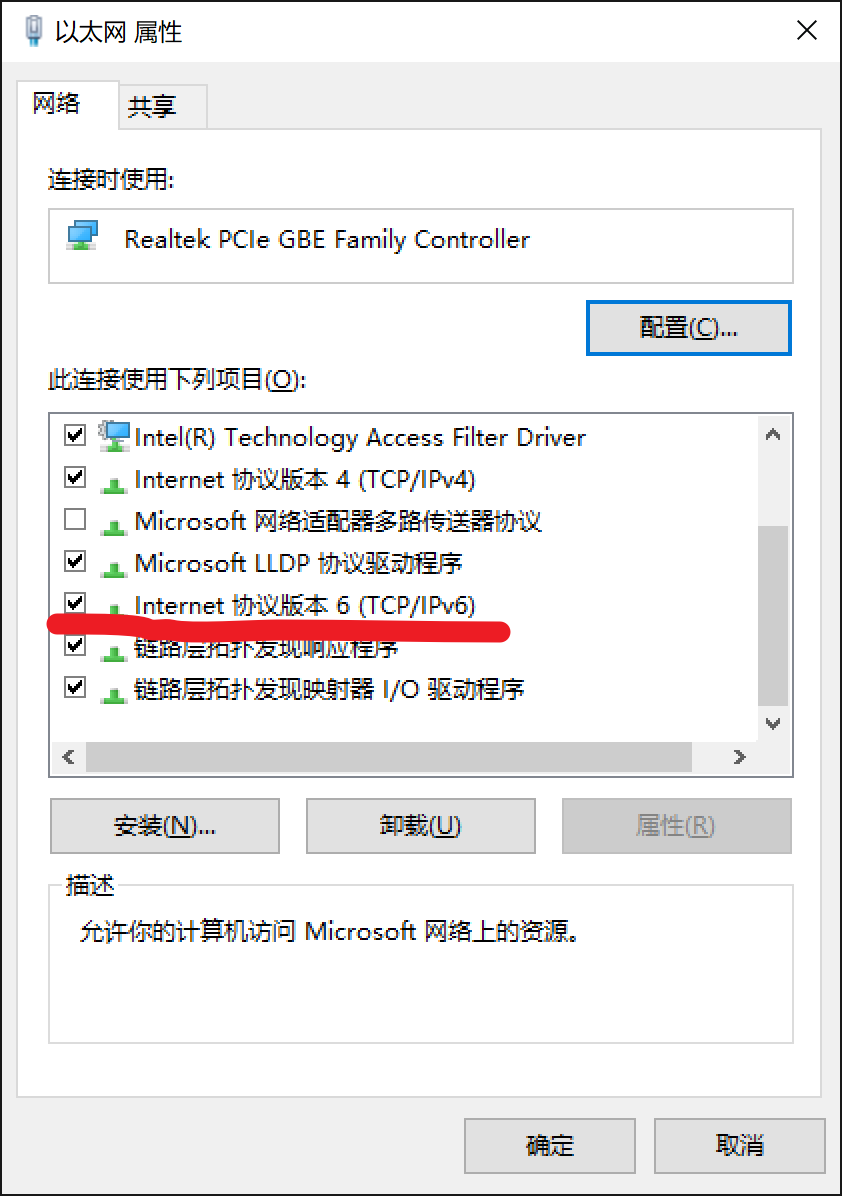 以太网 属性
网络
共享
连接时使用:
Realtek PCIe GBE Family Controller
配置(C)...
此连接使用下列项目(O):
Intel(R) Technology Access Filter Driver
Internet 协议版本 4 (TCP/IPv4)
Microsoft 网络适配器多路传送器协议
Microsoft LLDP 协议驱动程序
Internet 协议版本 6 (TCP/IPv6)
链路层拓扑发现响应程序
链路层拓扑发现映射器 I/O 驱动程序
安装(N)...
卸载(U)
属性(R)
描述
允许你的计算机访问 Microsoft 网络上的资源。
确定
取消